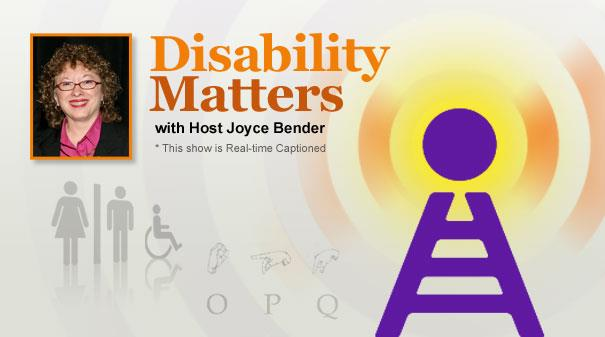 Disability
Matters
with Host Joyce Bender
* This show is Real-time Captioned
O P Q